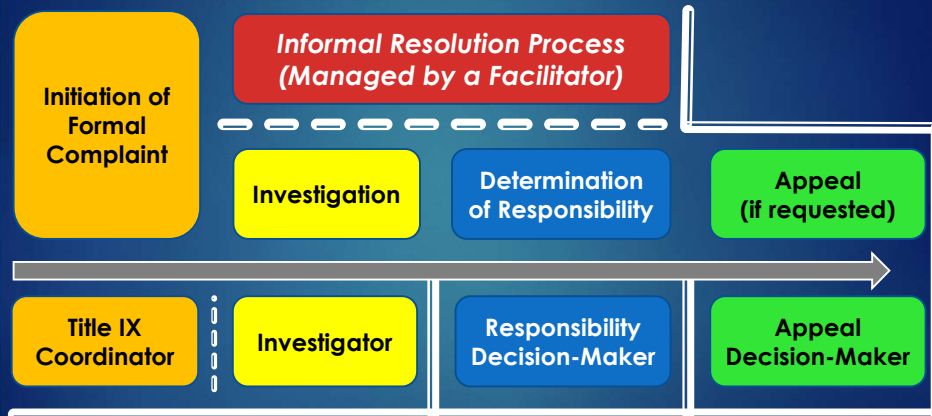 Informal Resolution Process
(Managed by a Facilitator)
Initiation of
Formal
Complaint
Investigation
Determination
of Responsibility
Appeal
(if requested)
Title IX
Coordinator
Investigator
Responsibility
Decision-Maker
Appeal
Decision-Maker